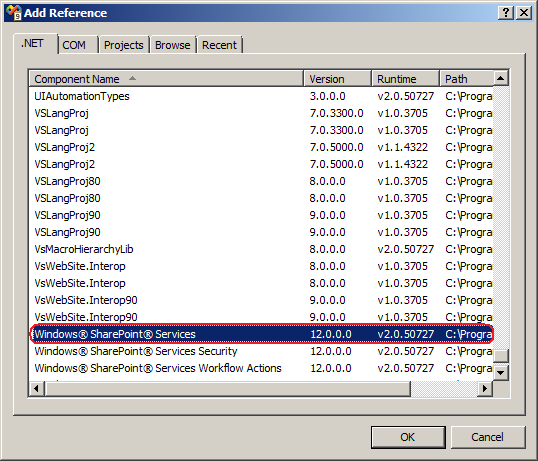 Add Reference
.NET COM Projects Browse Recent
Component Name Version Runtime Path
UIAutomationTypes 3.0.0.0 v2.0.50727 C:\Progra
VSLangProj 7.0.3300.0 v1.0.3705 C:\Progra
VSLangProj 7.0.3300.0 v1.0.3705 C:\Progra
VSLangProj2 7.0.5000.0 v1.1.4322 C:\Progra
VSLangProj2 7.0.5000.0 v1.1.4322 C:\Progra
VSLangProj80 8.0.0.0 v1.0.3705 C:\Progra
VSLangProj80 8.0.0.0 v1.0.3705 C:\Progra
VSLangProj90 9.0.0.0 v1.0.3705 C:\Progra
VSLangProj90 9.0.0.0 v1.0.3705 C:\Progra
VsMacroHierarchyLib 8.0.0.0 v2.0.50727 C:\Progra
VsWebSite.Interop 8.0.0.0 v1.0.3705 C:\Progra
VsWebSite.Interop 8.0.0.0 v1.0.3705 C:\Progra
VsWebSite.Interop90 9.0.0.0 v1.0.3705 C:\Progra
VsWebSite.Interop90 9.0.0.0 v1.0.3705 C:\Progra
Windows® SharePoint® Services 12.0.0.0 v2.0.50727 C:\Progra
Windows® SharePoint® Services Security 12.0.0.0 v2.0.50727 C:\Progra
Windows® SharePoint® Services Workflow Actions 12.0.0.0 v2.0.50727 C:\Progra
OK Cancel